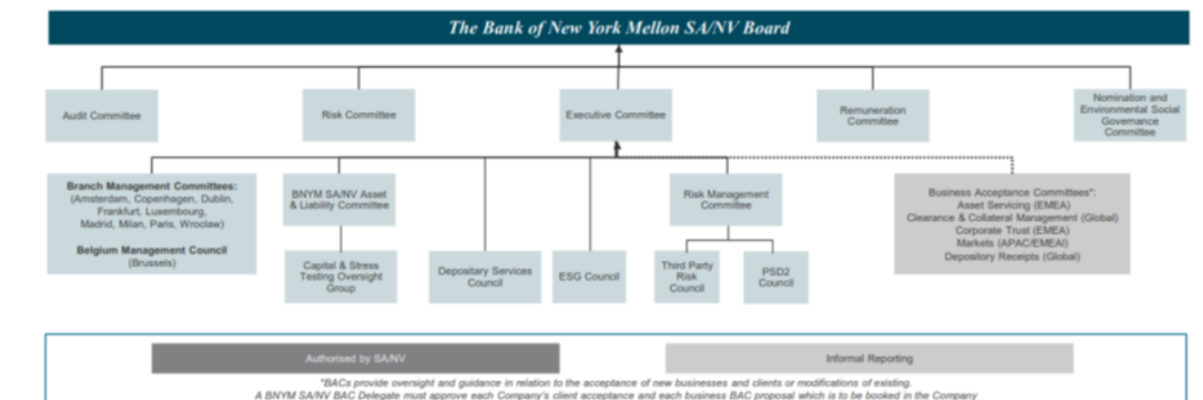 The Bank of New York Mellon SA/NV Board
Audit Committee
Risk Committee
Executive Committee
Remuneration
Committee
Nomination and
Environmental Social
Governance
Committee
Branch Management Committees:
(Amsterdam, Copenhagen, Dublin,
Frankfurt, Luxembourg,
Madrid, Milan, Paris, Wroclaw)
Belgium Management Council
(Brussels)
BNYM SA/NV Asset
& Liability Committee
Risk Management
Committee
Business Acceptance Committees*:
Asset Servicing (EMEA)
Clearance & Collateral Management (Global)
Corporate Trust (EMEA)
Markets (APAC/EMEAI)
Depository Receipts (Global)
Capital & Stress
Testing Oversight
Group
Depositary Services
Council
ESG Council
Third Party
Risk
Council
PSD2
Council
Authorised by SA/NV
Informal Reporting
*BACs provide oversight and guidance in relation to the acceptance of new businesses and clients or modifications of existing.
A BNYM SA/NV BAC Delegate must approve each Company's client acceptance and each business BAC proposal which is to be booked in the Company